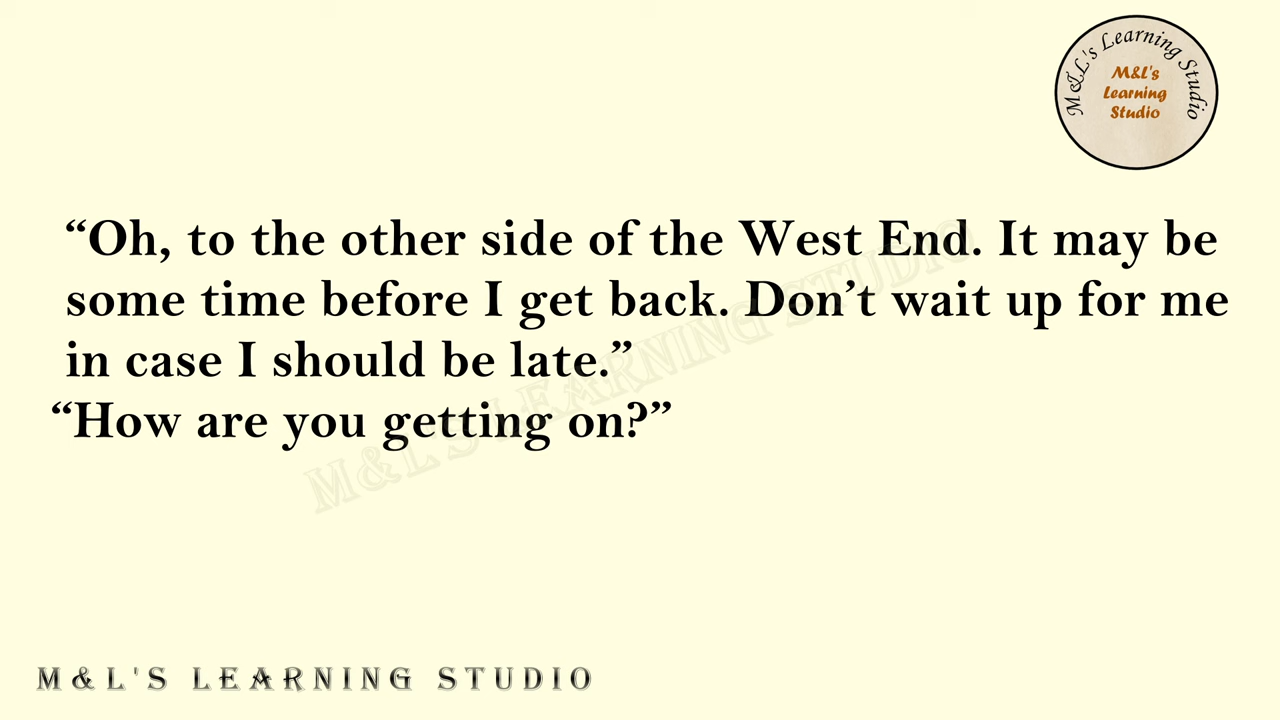 M&L's Learning Studio
M&L's
Learning
Studio
“Oh, to the other side of the West End. It may be
some time before I get back. Don’t wait up for me
in case I should be late.”
“How are you getting on?”
M&L'S LEARNING STUDIO
M&L'S LEARNING STUDIO